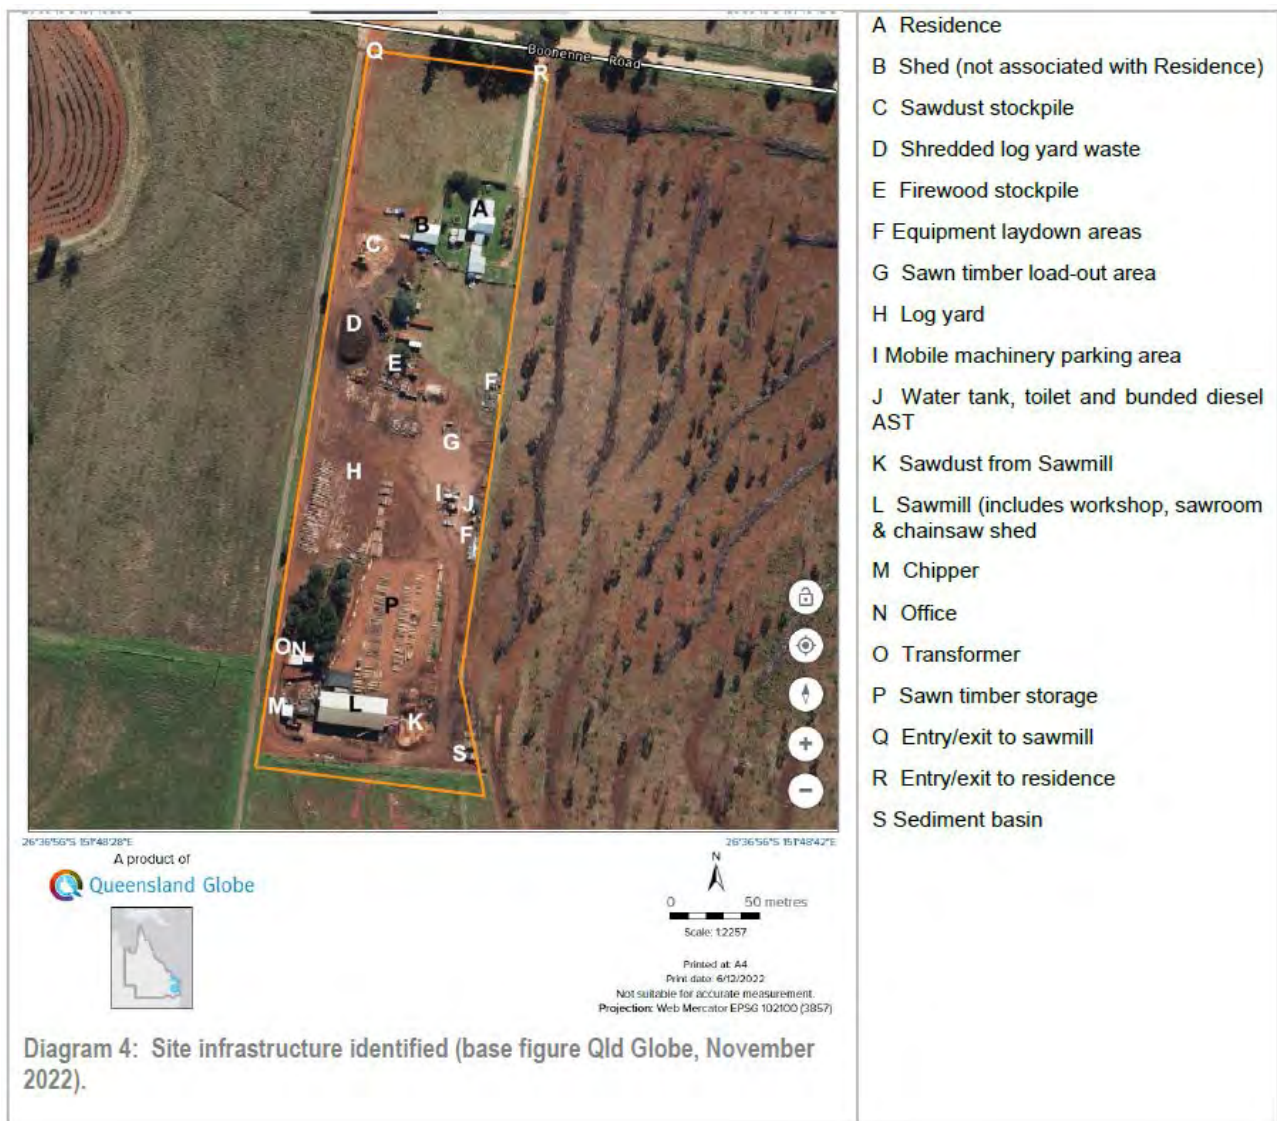 Q
Boonenne Road
R
A
B
C
D
E
F
G
H
I
J
F
P
O N
M
L
K
S
26°36'56"S 151°48'28"E
26°36'56"S 151°48'42"E
A product of
Queensland Globe
N
0 50 metres
Scale: 1:2257
Printed at: A4
Print date: 6/12/2022
Not suitable for accurate measurement.
Projection: Web Mercator EPSG 102100 (3857)
Diagram 4: Site infrastructure identified (base figure Qld Globe, November
2022).
A Residence
B Shed (not associated with Residence)
C Sawdust stockpile
D Shredded log yard waste
E Firewood stockpile
F Equipment laydown areas
G Sawn timber load-out area
H Log yard
I Mobile machinery parking area
J Water tank, toilet and bunded diesel
AST
K Sawdust from Sawmill
L Sawmill (includes workshop, sawroom
& chainsaw shed
M Chipper
N Office
O Transformer
P Sawn timber storage
Q Entry/exit to sawmill
R Entry/exit to residence
S Sediment basin